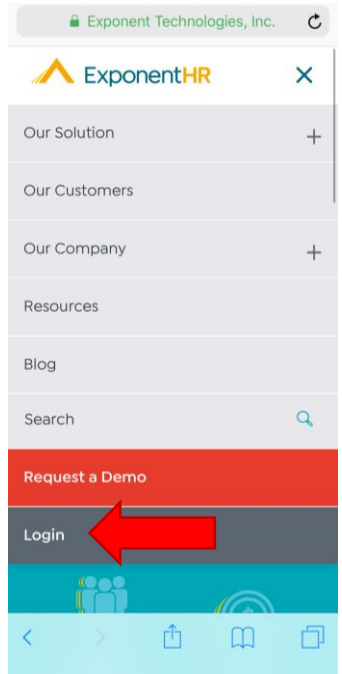 Exponent Technologies, Inc.
ExponentHR
Our Solution
Our Customers
Our Company
Resources
Blog
Search
Request a Demo
Login